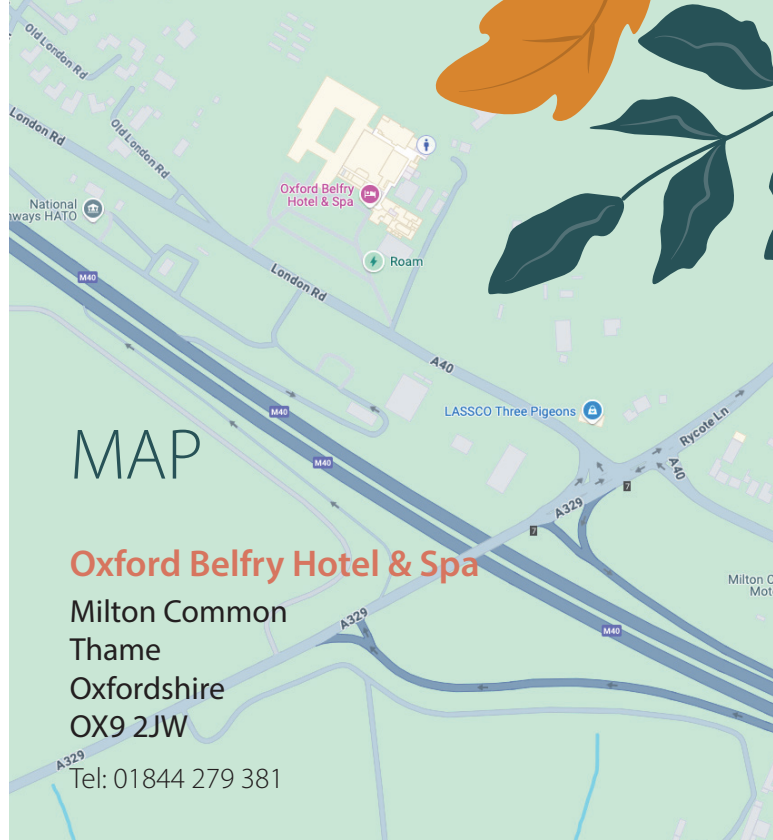 Old London Rd
London Rd
Old London Rd
National
ways HATO
Oxford Belfry
Hotel & Spa
Roam
M40
London Rd
A40
M40
LASSCO Three Pigeons
Rycote Ln
A40
MAP
M40
A329
7
7
Oxford Belfry Hotel & Spa
Milton Common
Thame
Oxfordshire
OX9 2JW
Tel: 01844 279 381
A329
M40
Milton C
Mot
A329